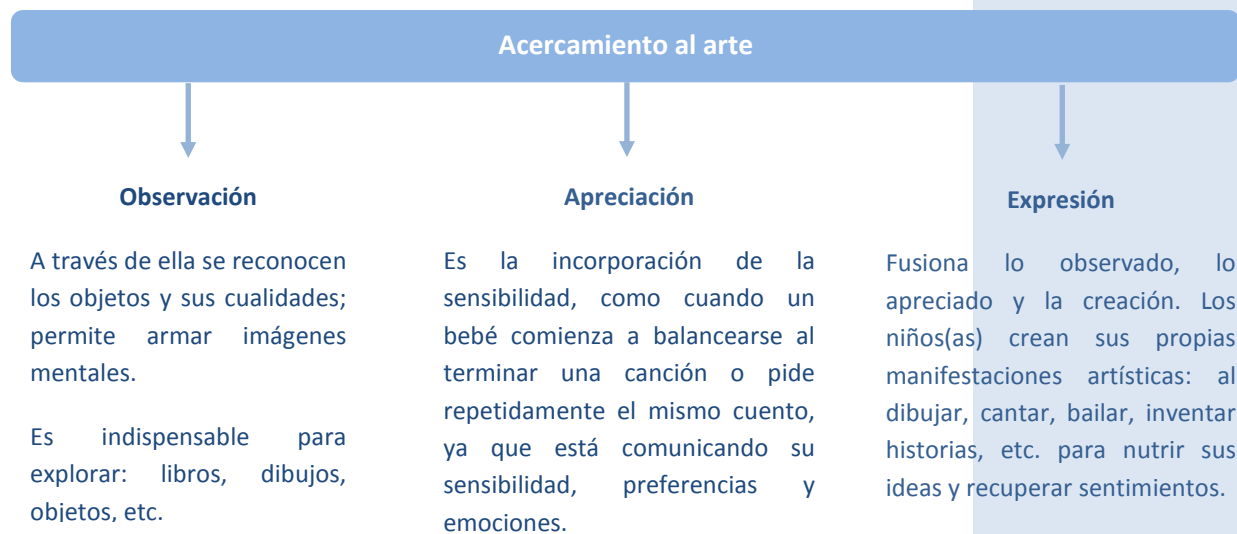 Acercamiento al arte
Observación
A través de ella se reconocen
los objetos y sus cualidades;
permite armar imágenes
mentales.
Es indispensable para
explorar: libros, dibujos,
objetos, etc.
Apreciación
Es la incorporación de la
sensibilidad, como cuando un
bebé comienza a balancearse al
terminar una canción o pide
repetidamente el mismo cuento,
ya que está comunicando su
sensibilidad, preferencias y
emociones.
Expresión
Fusiona lo observado, lo
apreciado y la creación. Los
niños(as) crean sus propias
manifestaciones artísticas: al
dibujar, cantar, bailar, inventar
historias, etc. para nutrir sus
ideas y recuperar sentimientos.